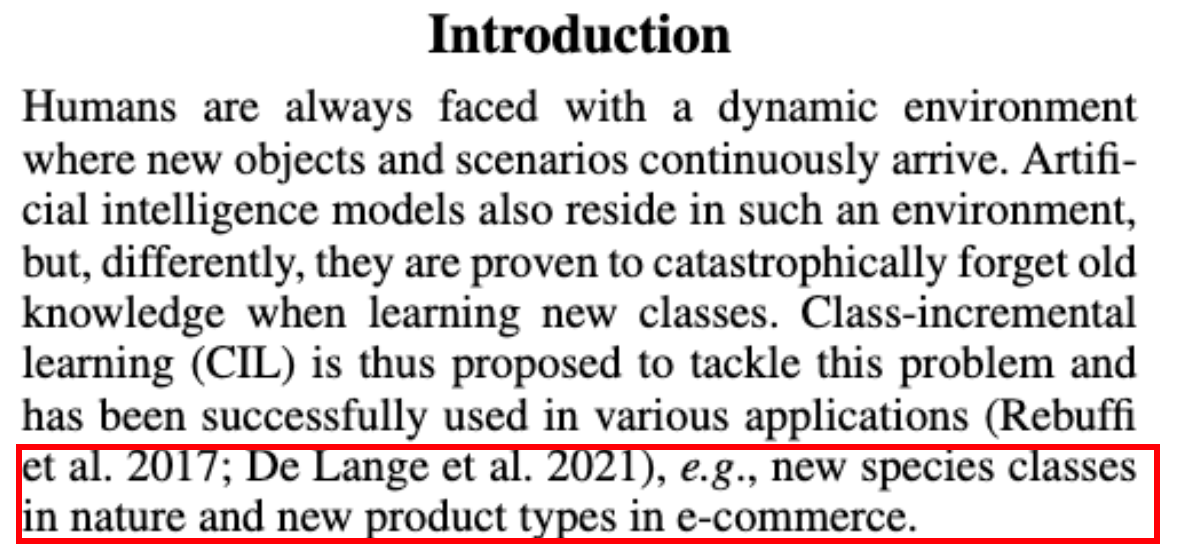 Introduction
Humans are always faced with a dynamic environment
where new objects and scenarios continuously arrive. Artifi-
cial intelligence models also reside in such an environment,
but, differently, they are proven to catastrophically forget old
knowledge when learning new classes. Class-incremental
learning (CIL) is thus proposed to tackle this problem and
has been successfully used in various applications (Rebuffi
et al. 2017; De Lange et al. 2021), e.g., new species classes
in nature and new product types in e-commerce.